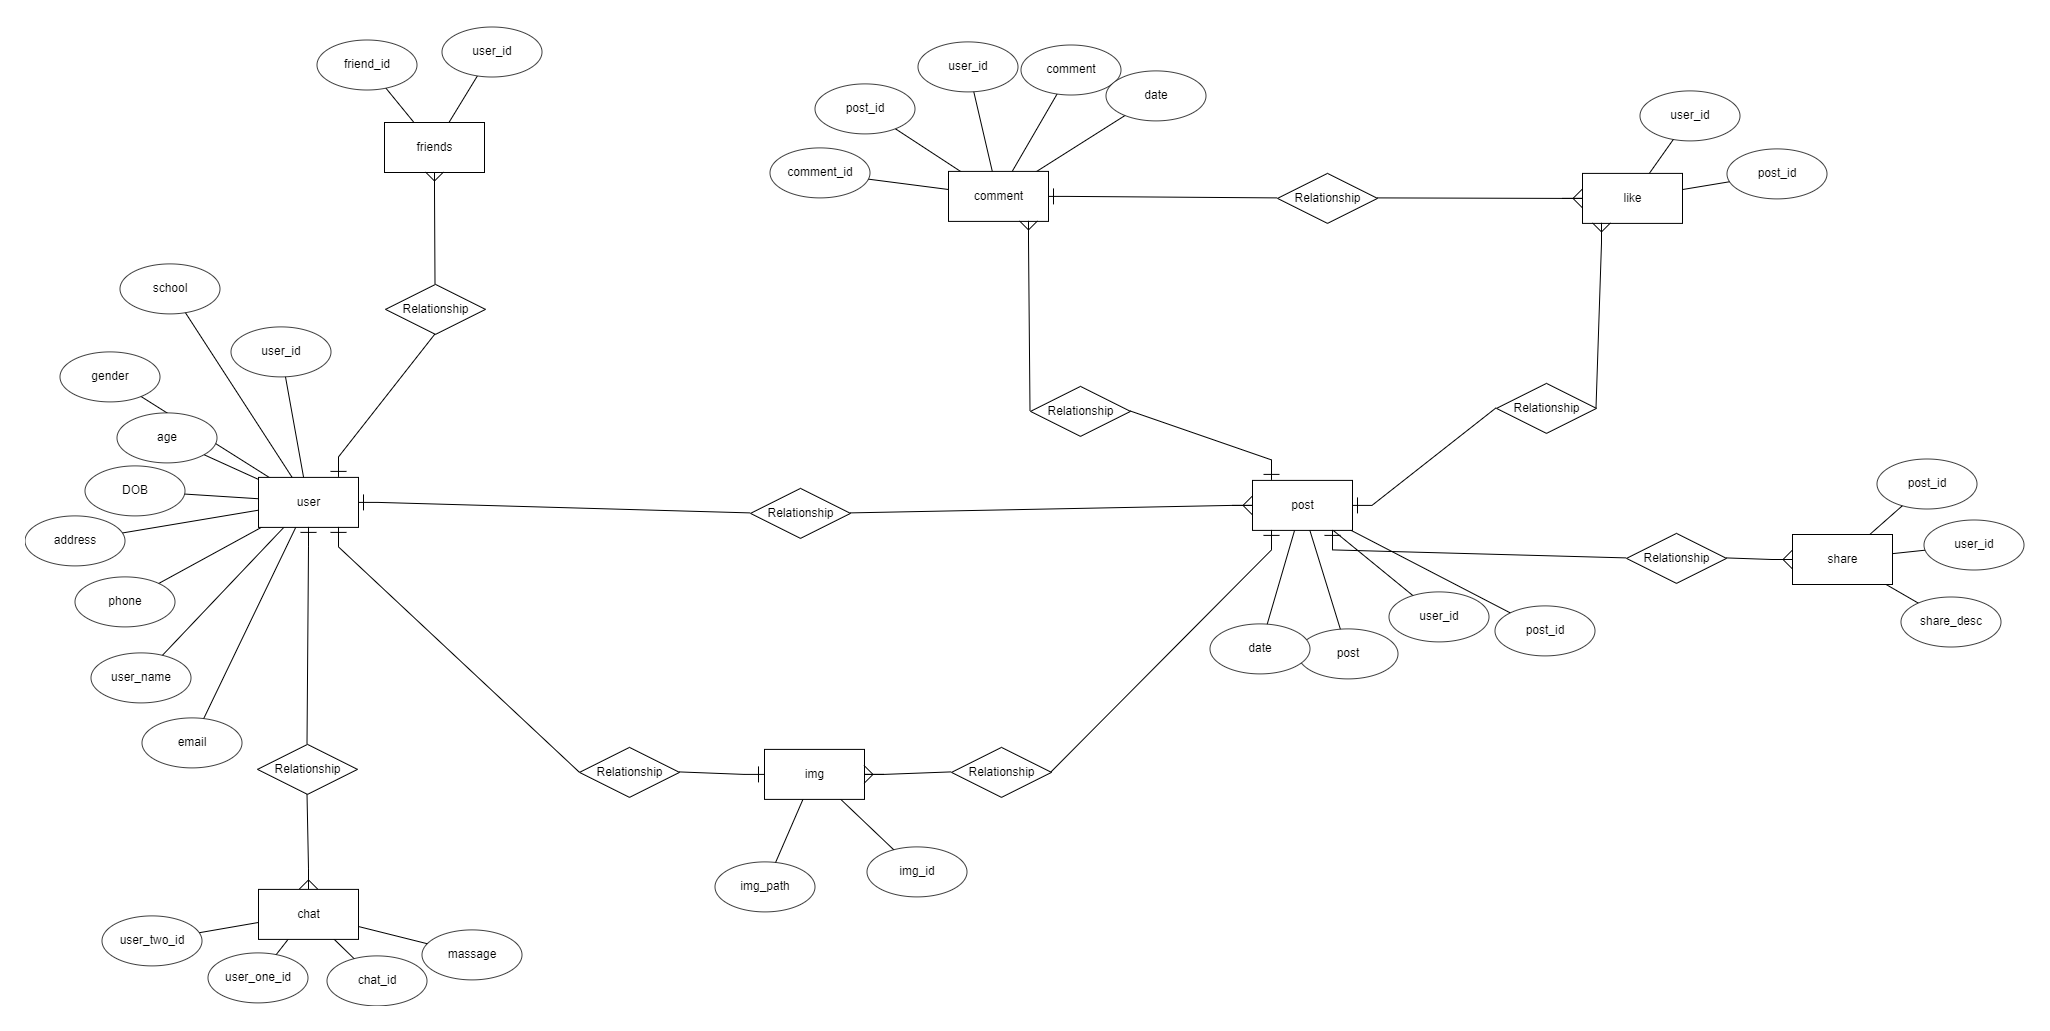 friend_id
user_id
friends
Relationship
school
user_id
gender
age
DOB
address
phone
user_name
email
user
Relationship
chat
user_two_id
user_one_id
chat_id
massage
Relationship
img
img_path
img_id
Relationship
Relationship
comment_id
post_id
user_id
comment
date
comment
Relationship
like
user_id
post_id
Relationship
Relationship
post
date
post
user_id
post_id
Relationship
share
post_id
user_id
share_desc